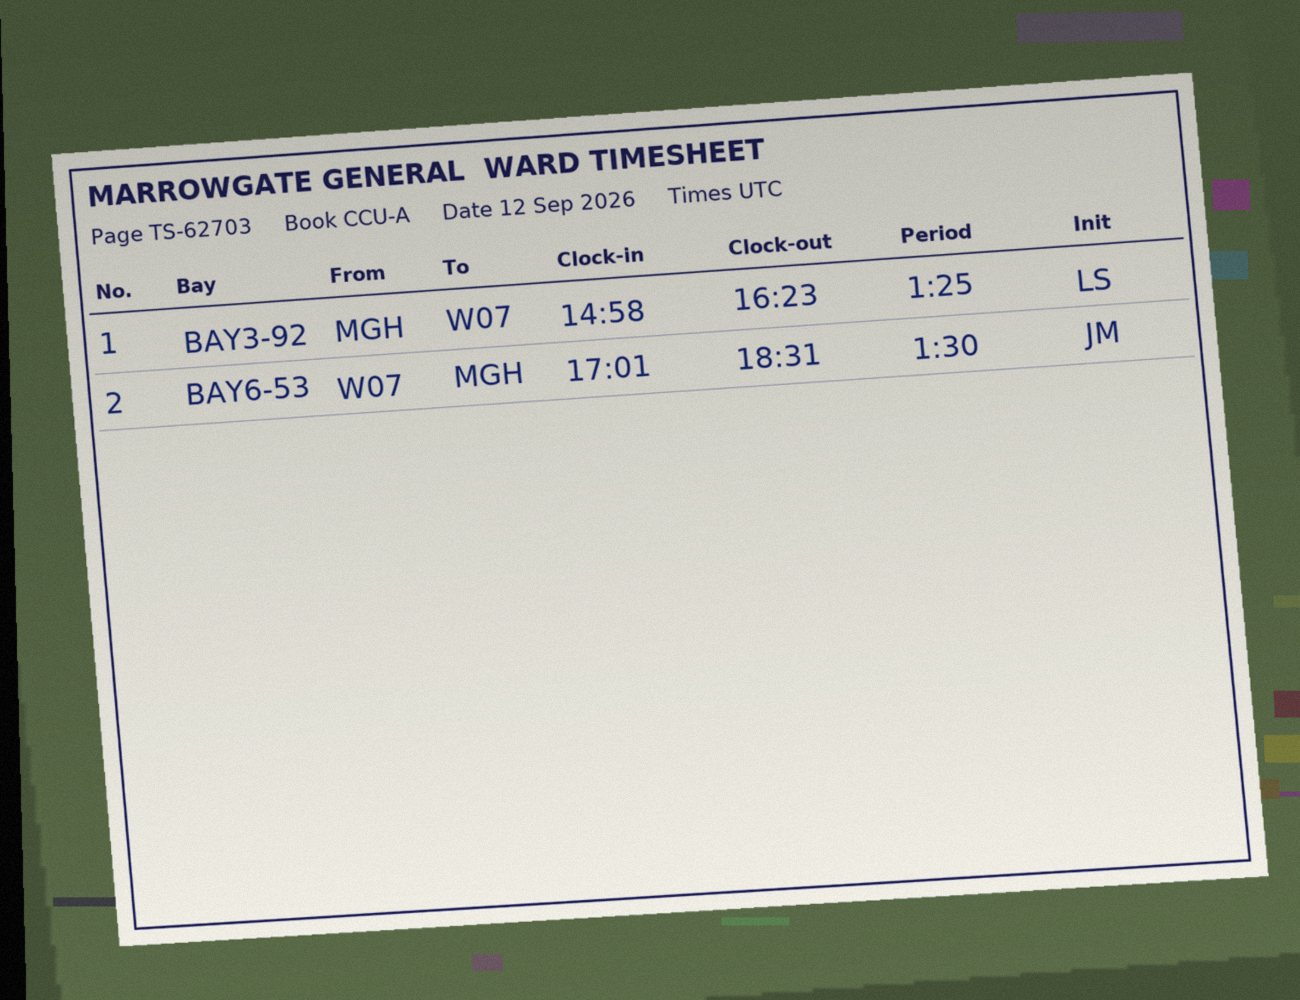 MARROWGATE GENERAL WARD TIMESHEET
Page TS-62703 Book CCU-A Date 12 Sep 2026 Times UTC
No. Bay From To Clock-in Clock-out Period Init
1 BAY3-92 MGH W07 14:58 16:23 1:25 LS
2 BAY6-53 W07 MGH 17:01 18:31 1:30 JM